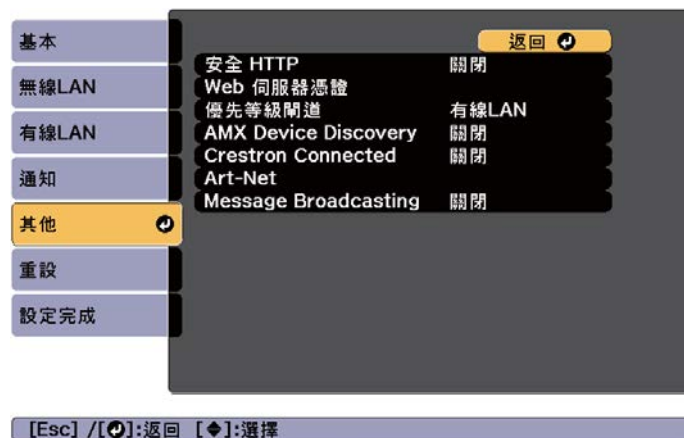 基本
無線LAN
有線LAN
通知
其他
重設
設定完成
返回
安全 HTTP 關閉
Web 伺服器憑證
優先等級閘道 有線LAN
AMX Device Discovery 關閉
Crestron Connected 關閉
Art-Net
Message Broadcasting 關閉
[Esc] /[⏎]:返回 [◆]:選擇